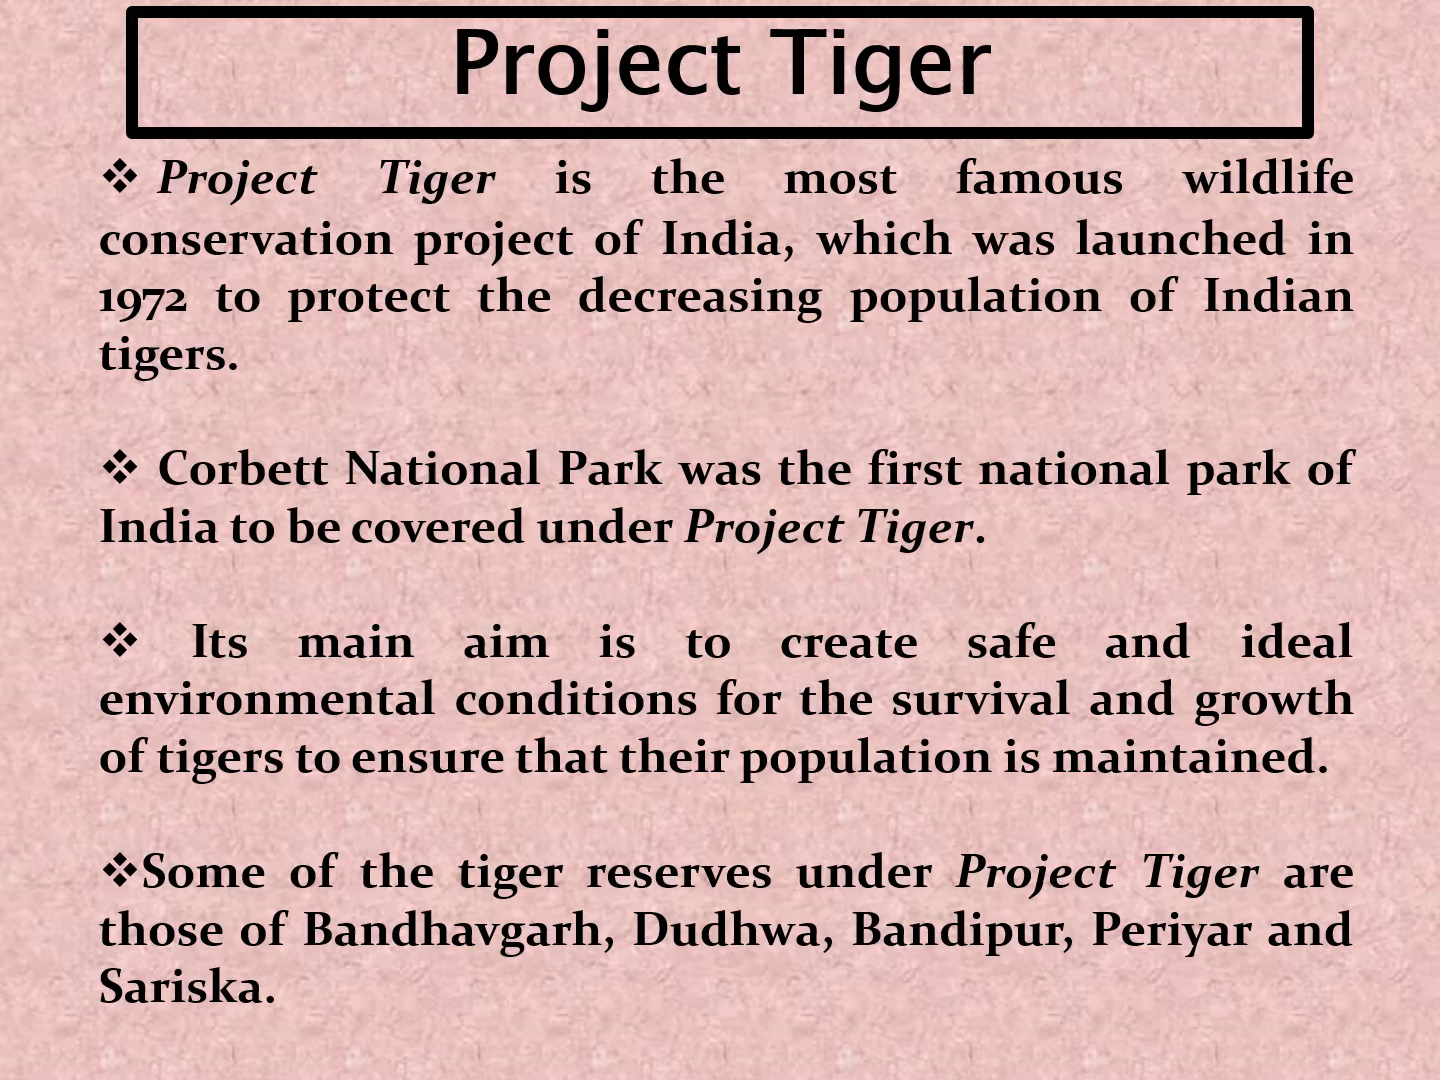 Project Tiger
❖ Project Tiger is the most famous wildlife
conservation project of India, which was launched in
1972 to protect the decreasing population of Indian
tigers.
❖ Corbett National Park was the first national park of
India to be covered under Project Tiger.
❖ Its main aim is to create safe and ideal
environmental conditions for the survival and growth
of tigers to ensure that their population is maintained.
❖Some of the tiger reserves under Project Tiger are
those of Bandhavgarh, Dudhwa, Bandipur, Periyar and
Sariska.